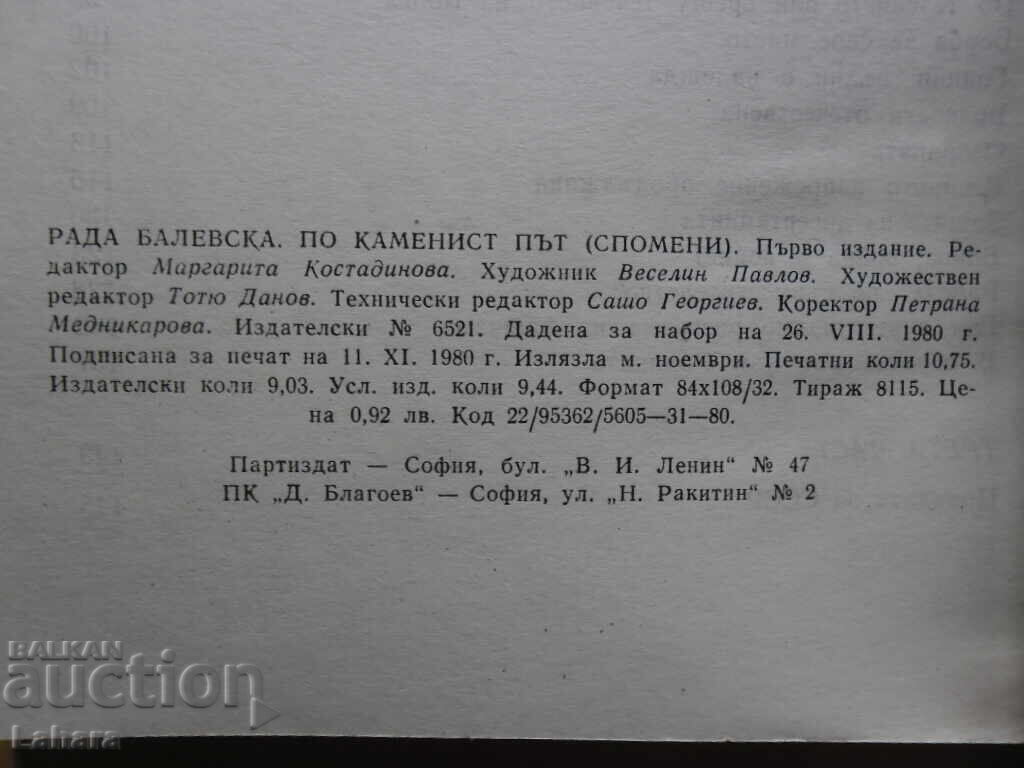 РАДА БАЛЕВСКА. ПО КАМЕНИСТ ПЪТ (СПОМЕНИ). Първо издание. Ре-
дактор Маргарита Костадинова. Художник Веселин Павлов. Художествен
редактор Тотю Данов. Технически редактор Сашо Георгиев. Коректор Петрана
Медникарова. Издателски № 6521. Дадена за набор на 26. VIII. 1980 г.
Подписана за печат на 11. XI. 1980 г. Излязла м. ноември. Печатни коли 10,75.
Издателски коли 9,03. Усл. изд. коли 9,44. Формат 84х108/32. Тираж 8115. Це-
на 0,92 лв. Код 22/95362/5605—31—80.
Партиздат — София, бул. „В. И. Ленин“ № 47
ПК „Д. Благоев“ — София, ул. „Н. Ракитин“ № 2
BALKAN
auction
Lahara